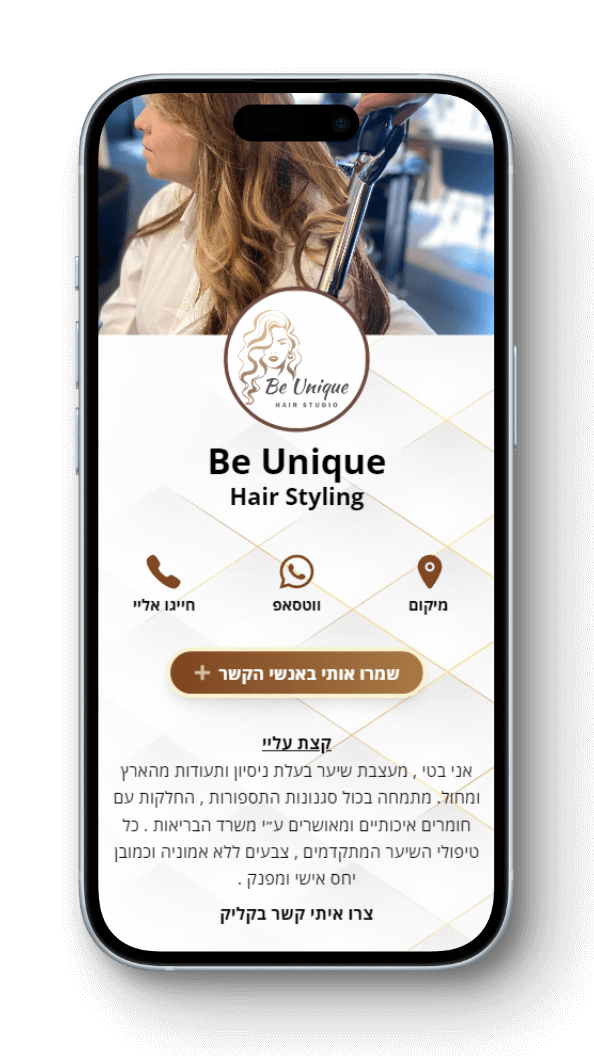 Be Unique
HAIR STUDIO
Be Unique
Hair Styling
מיקום
ווטסאפ
חייגו אליי
שמרו אותי באנשי הקשר +
קצת עליי
אני בטי , מעצבת שיער בעלת ניסיון ותעודות מהארץ
ומחול. מתמחה בכול סגנונות התספורות , החלקות עם
חומרים איכותיים ומאושרים ע״י משרד הבריאות . כל
טיפולי השיער המתקדמים , צבעים ללא אמוניה וכמובן
יחס אישי ומפנק .
צרו איתי קשר בקליק